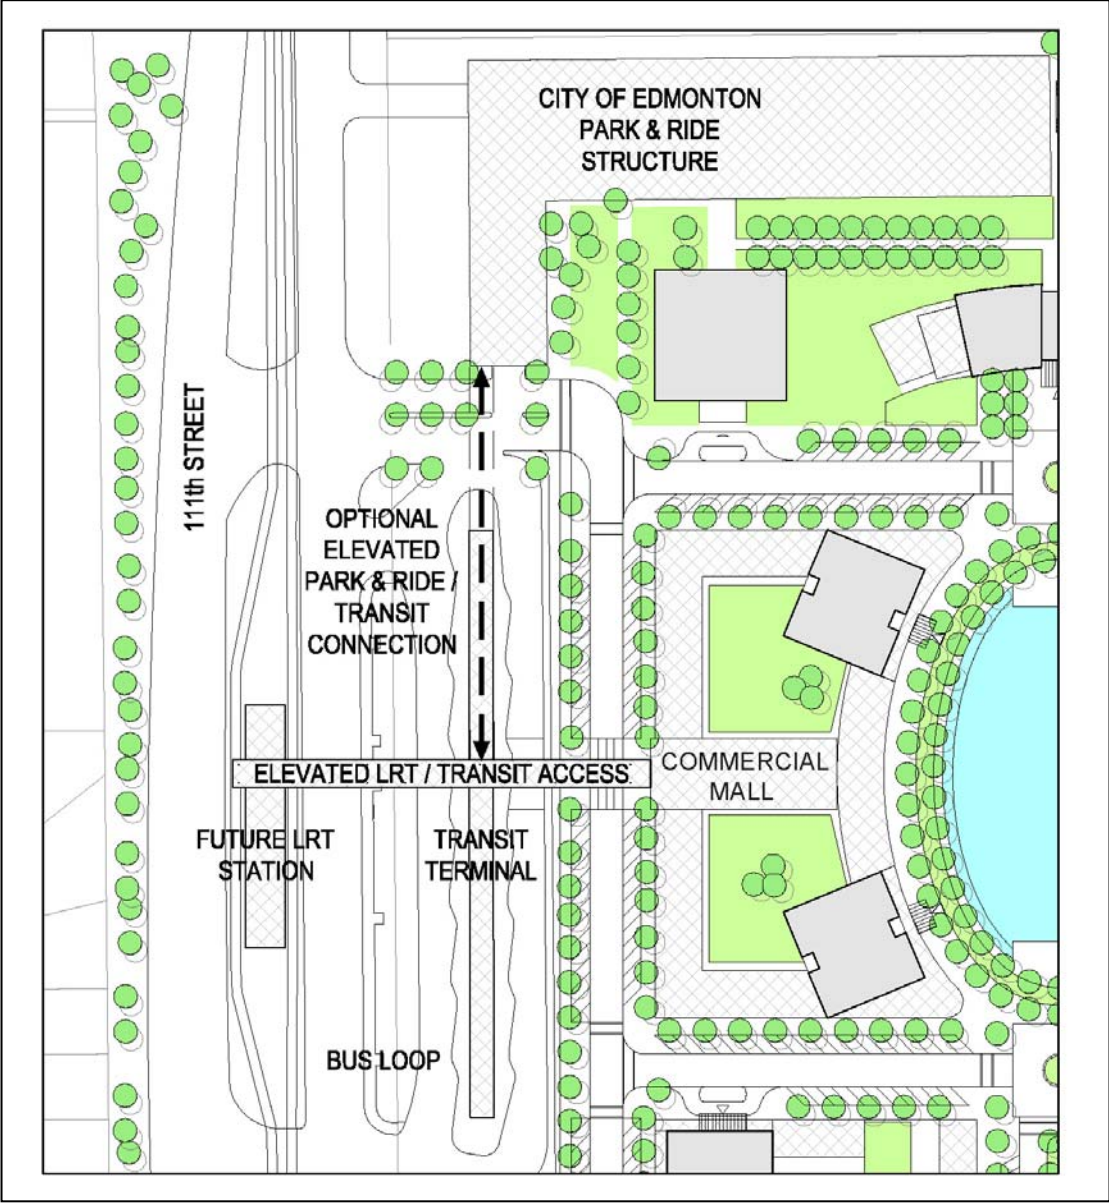 CITY OF EDMONTON
PARK & RIDE
STRUCTURE
111th STREET
OPTIONAL
ELEVATED
PARK & RIDE /
TRANSIT
CONNECTION
ELEVATED LRT / TRANSIT ACCESS
COMMERCIAL
MALL
FUTURE LRT
STATION
TRANSIT
TERMINAL
BUS LOOP